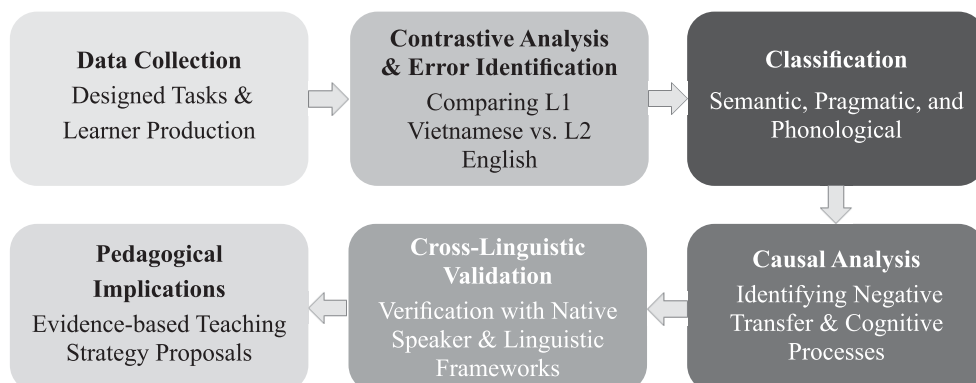 Data Collection
Designed Tasks &
Learner Production
Contrastive Analysis
& Error Identification
Comparing L1
Vietnamese vs. L2
English
Classification
Semantic, Pragmatic, and
Phonological
Causal Analysis
Identifying Negative
Transfer & Cognitive
Processes
Cross-Linguistic
Validation
Verification with Native
Speaker & Linguistic
Frameworks
Pedagogical
Implications
Evidence-based Teaching
Strategy Proposals